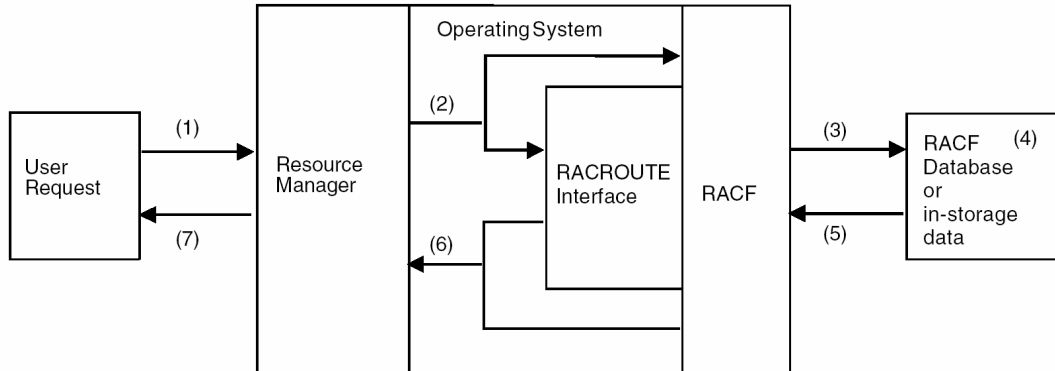 Operating System
(1)
User
Request
(7)
Resource
Manager
(2)
(6)
RACROUTE
Interface
RACF
(3)
(5)
RACF (4)
Database
or
in-storage
data